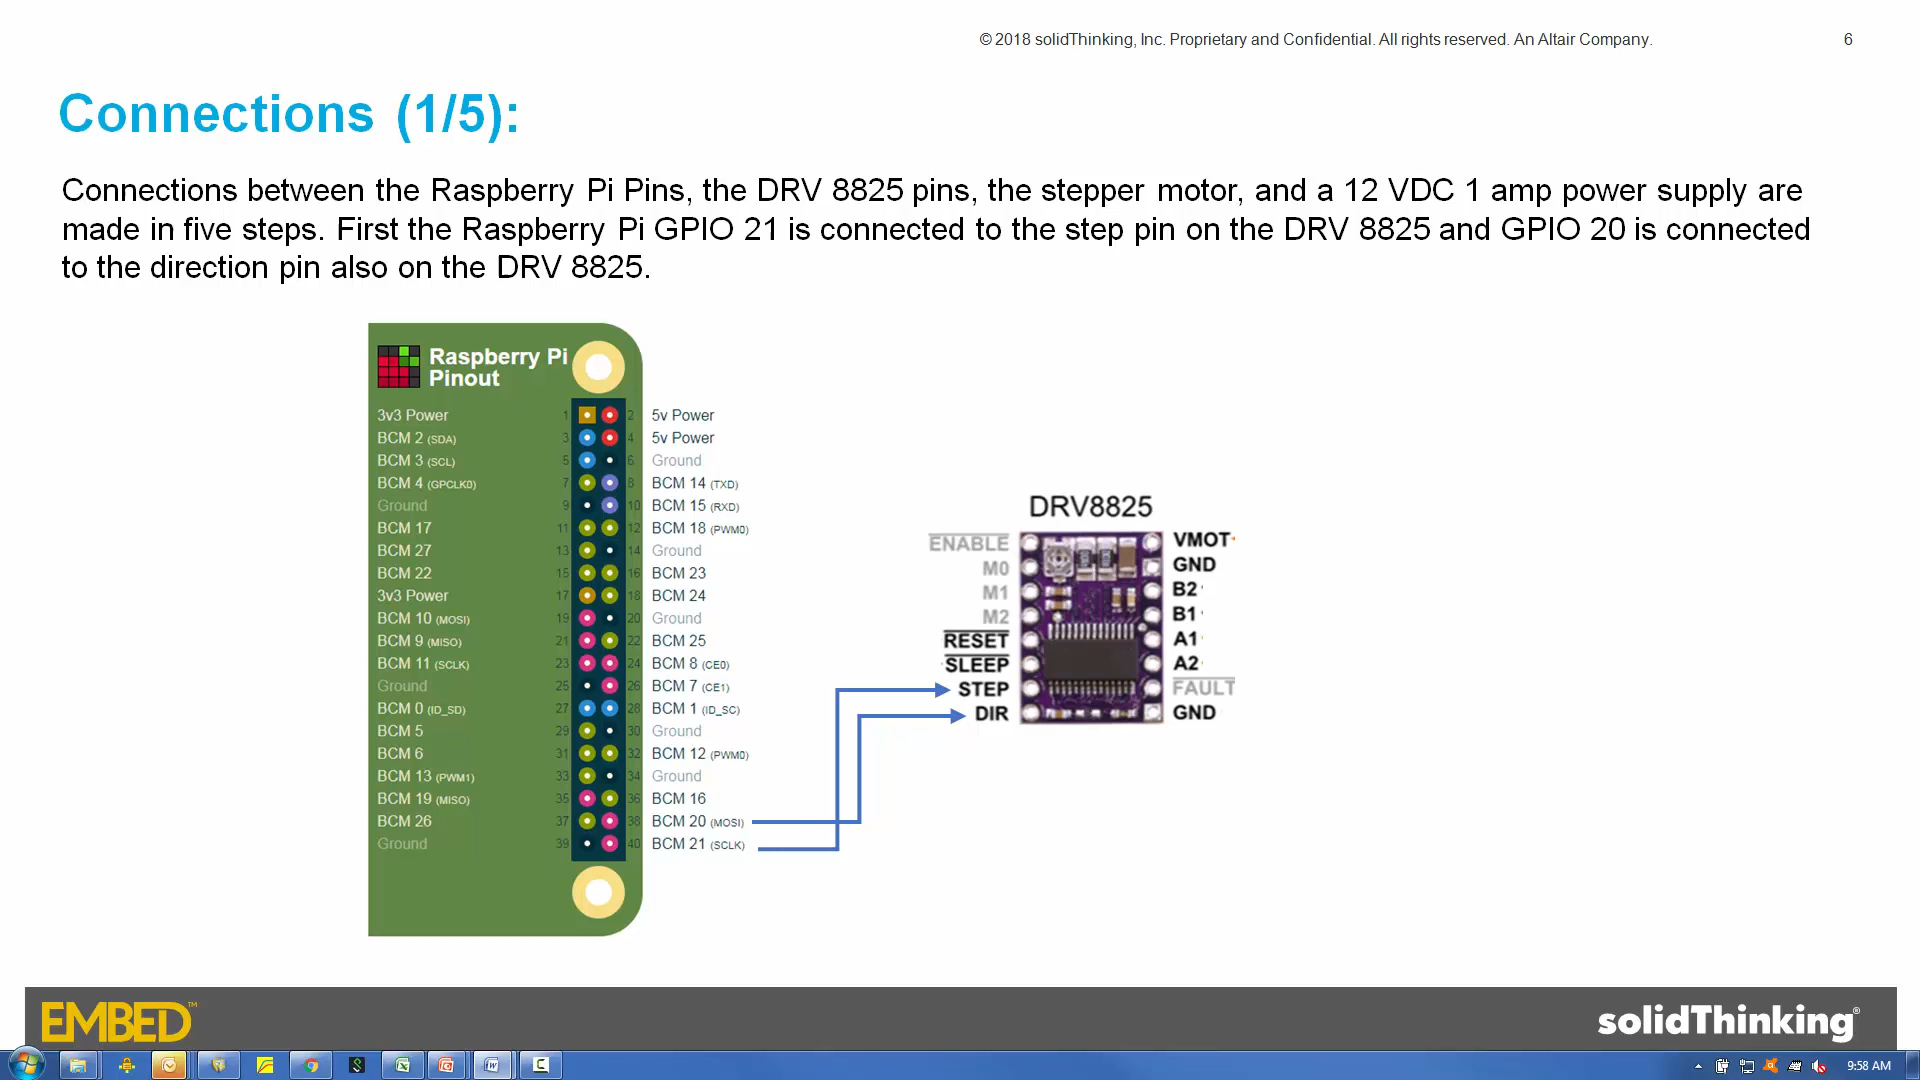 © 2018 solidThinking, Inc. Proprietary and Confidential. All rights reserved. An Altair Company.
6
Connections (1/5):
Connections between the Raspberry Pi Pins, the DRV 8825 pins, the stepper motor, and a 12 VDC 1 amp power supply are
made in five steps. First the Raspberry Pi GPIO 21 is connected to the step pin on the DRV 8825 and GPIO 20 is connected
to the direction pin also on the DRV 8825.
Raspberry Pi
Pinout
3v3 Power 1 2 5v Power
BCM 2 (SDA) 3 4 5v Power
BCM 3 (SCL) 5 6 Ground
BCM 4 (GPCLK0) 7 8 BCM 14 (TXD)
Ground 9 10 BCM 15 (RXD)
BCM 17 11 12 BCM 18 (PWM0)
BCM 27 13 14 Ground
BCM 22 15 16 BCM 23
3v3 Power 17 18 BCM 24
BCM 10 (MOSI) 19 20 Ground
BCM 9 (MISO) 21 22 BCM 25
BCM 11 (SCLK) 23 24 BCM 8 (CE0)
Ground 25 26 BCM 7 (CE1)
BCM 0 (ID_SD) 27 28 BCM 1 (ID_SC)
BCM 5 29 30 Ground
BCM 6 31 32 BCM 12 (PWM0)
BCM 13 (PWM1) 33 34 Ground
BCM 19 (MISO) 35 36 BCM 16
BCM 26 37 38 BCM 20 (MOSI)
Ground 39 40 BCM 21 (SCLK)
DRV8825
ENABLE VMOT
M0 GND
M1 B2
M2 B1
RESET A1
SLEEP A2
STEP FAULT
DIR GND
EMBED™
solidThinking®
9:58 AM